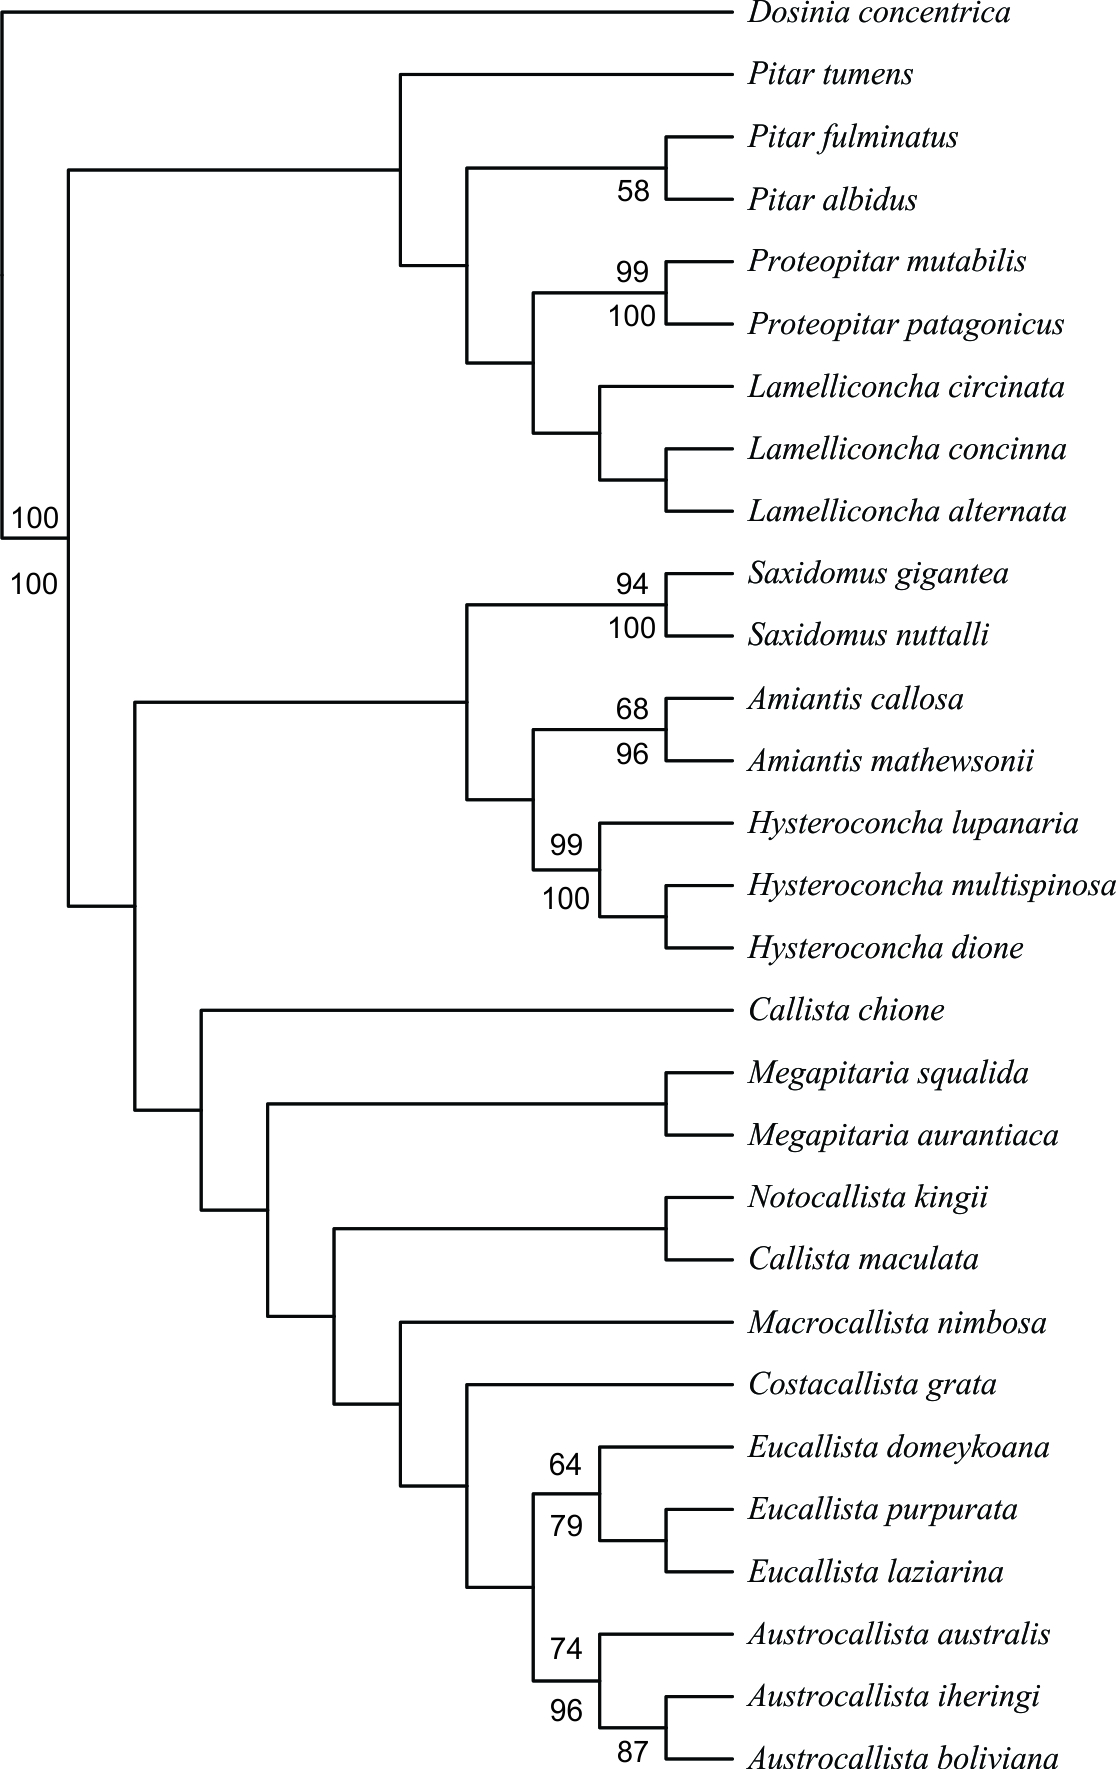 Dosinia concentrica
Pitar tumens
Pitar fulminatus
58
Pitar albidus
Proteopitar mutabilis
99
100
Proteopitar patagonicus
Lamelliconcha circinata
Lamelliconcha concinna
Lamelliconcha alternata
100
100
Saxidomus gigantea
94
100
Saxidomus nuttalli
Amiantis callosa
68
96
Amiantis mathewsonii
Hysteroconcha lupanaria
99
100
Hysteroconcha multispinosa
Hysteroconcha dione
Callista chione
Megapitaria squalida
Megapitaria aurantiaca
Notocallista kingii
Callista maculata
Macrocallista nimbosa
Costacallista grata
Eucallista domeykoana
64
79
Eucallista purpurata
Eucallista laziarina
Austrocallista australis
74
96
Austrocallista iheringi
87
Austrocallista boliviana